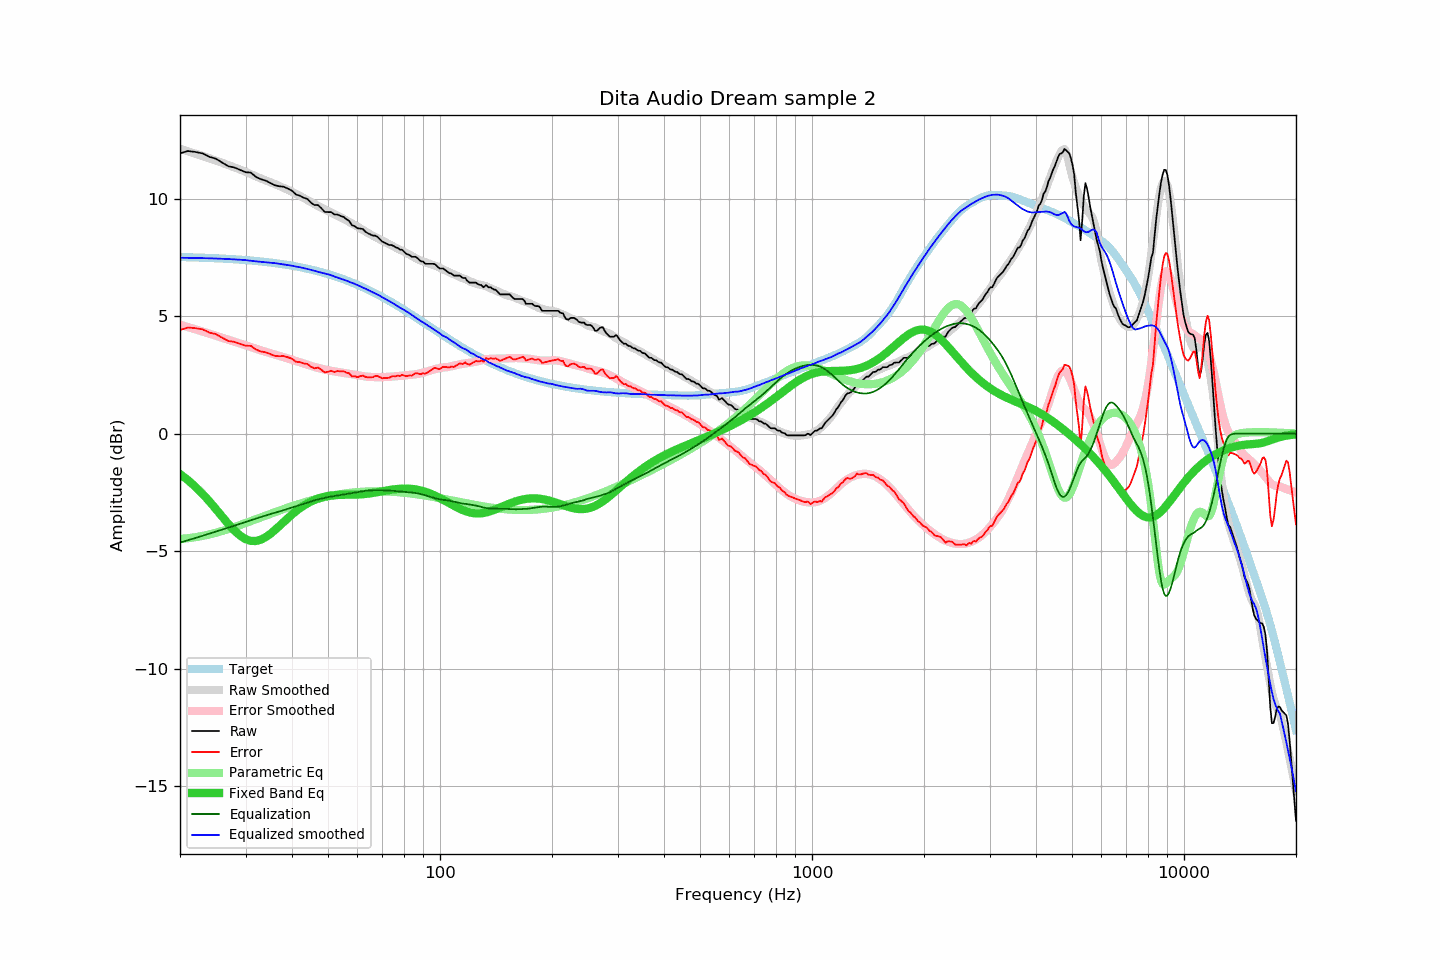 Dita Audio Dream sample 2
Amplitude (dBr)
10
5
0
−5
−10
−15
Target
Raw Smoothed
Error Smoothed
Raw
Error
Parametric Eq
Fixed Band Eq
Equalization
Equalized smoothed
100
1000
10000
Frequency (Hz)